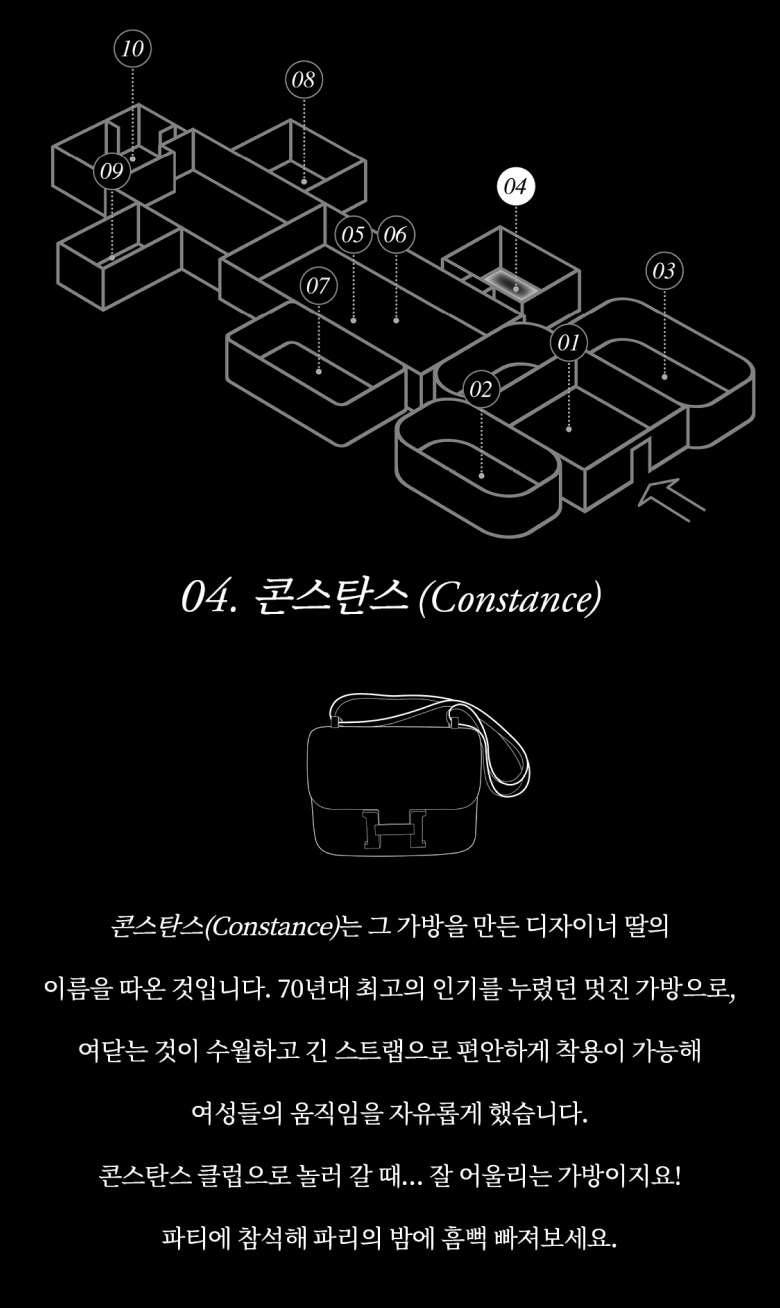 10
08
09
04
05
06
03
07
01
02
04. 콘스탄스 (Constance)
콘스탄스(Constance)는 그 가방을 만든 디자이너 딸의
이름을 따온 것입니다. 70년대 최고의 인기를 누렸던 멋진 가방으로,
여닫는 것이 수월하고 긴 스트랩으로 편안하게 착용이 가능해
여성들의 움직임을 자유롭게 했습니다.
콘스탄스 클럽으로 놀러 갈 때... 잘 어울리는 가방이지요!
파티에 참석해 파리의 밤에 흠뻑 빠져보세요.